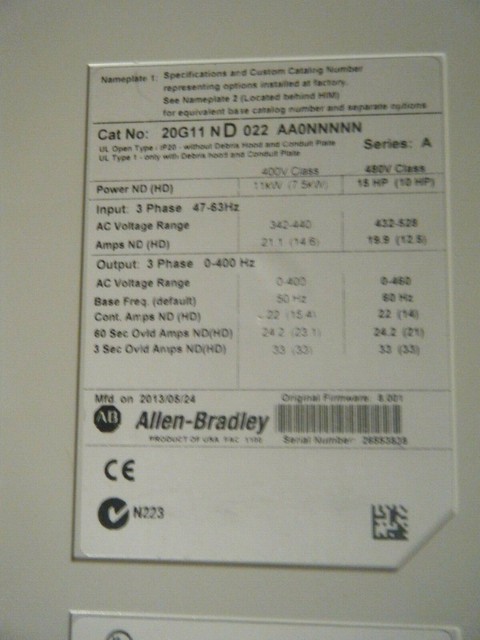 Nameplate 1: Specifications and Custom Catalog Number
representing options installed at factory.
See Nameplate 2 (Located behind HIM)
for equivalent base catalog number and separate options
Cat No: 20G11 N D 022 AA0NNNNN
UL Open Type - IP20 - without Debris Hood and Conduit Plate Series: A
UL Type 1 - only with Debris hood and Conduit Plate
400V Class 480V Class
Power ND (HD) 11kW (7.5kW) 15 HP (10 HP)
Input: 3 Phase 47-63Hz
AC Voltage Range 342-440 432-528
Amps ND (HD) 21.1 (14.6) 19.9 (12.5)
Output: 3 Phase 0-400 Hz
AC Voltage Range 0-400 0-460
Base Freq. (default) 50 Hz 60 Hz
Cont. Amps ND (HD) 22 (15.4) 22 (14)
60 Sec Ovld Amps ND(HD) 24.2 (23.1) 24.2 (21)
3 Sec Ovld Amps ND(HD) 33 (33) 33 (33)
Mfd. on 2013/05/24 Original Firmware: 8.001
AB Allen-Bradley
PRODUCT OF USA FAC Serial Number:
CE
N223